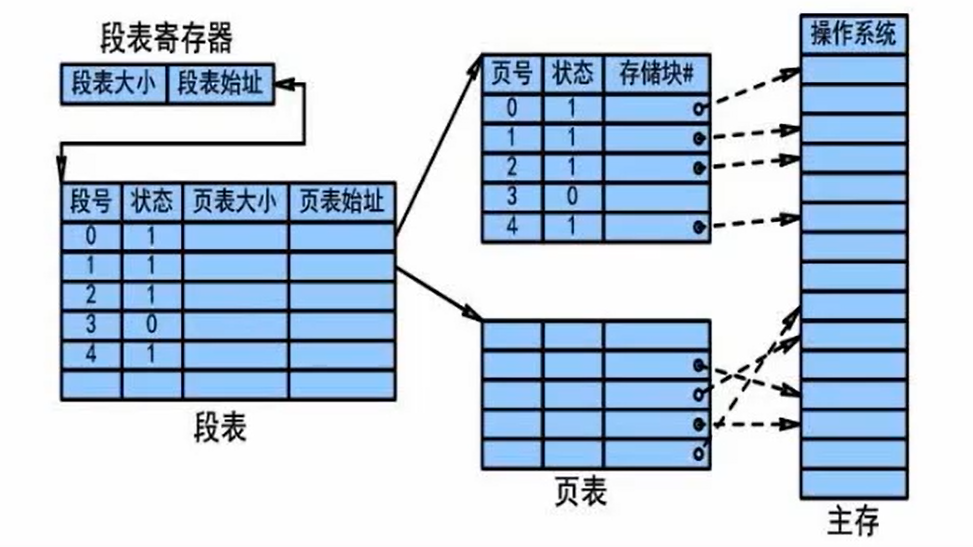 段表寄存器
段表大小 段表始址
段号 状态 页表大小 页表始址
0 1
1 1
2 1
3 0
4 1
段表
页号 状态 存储块#
0 1
1 1
2 1
3 0
4 1
页表
操作系统
主存